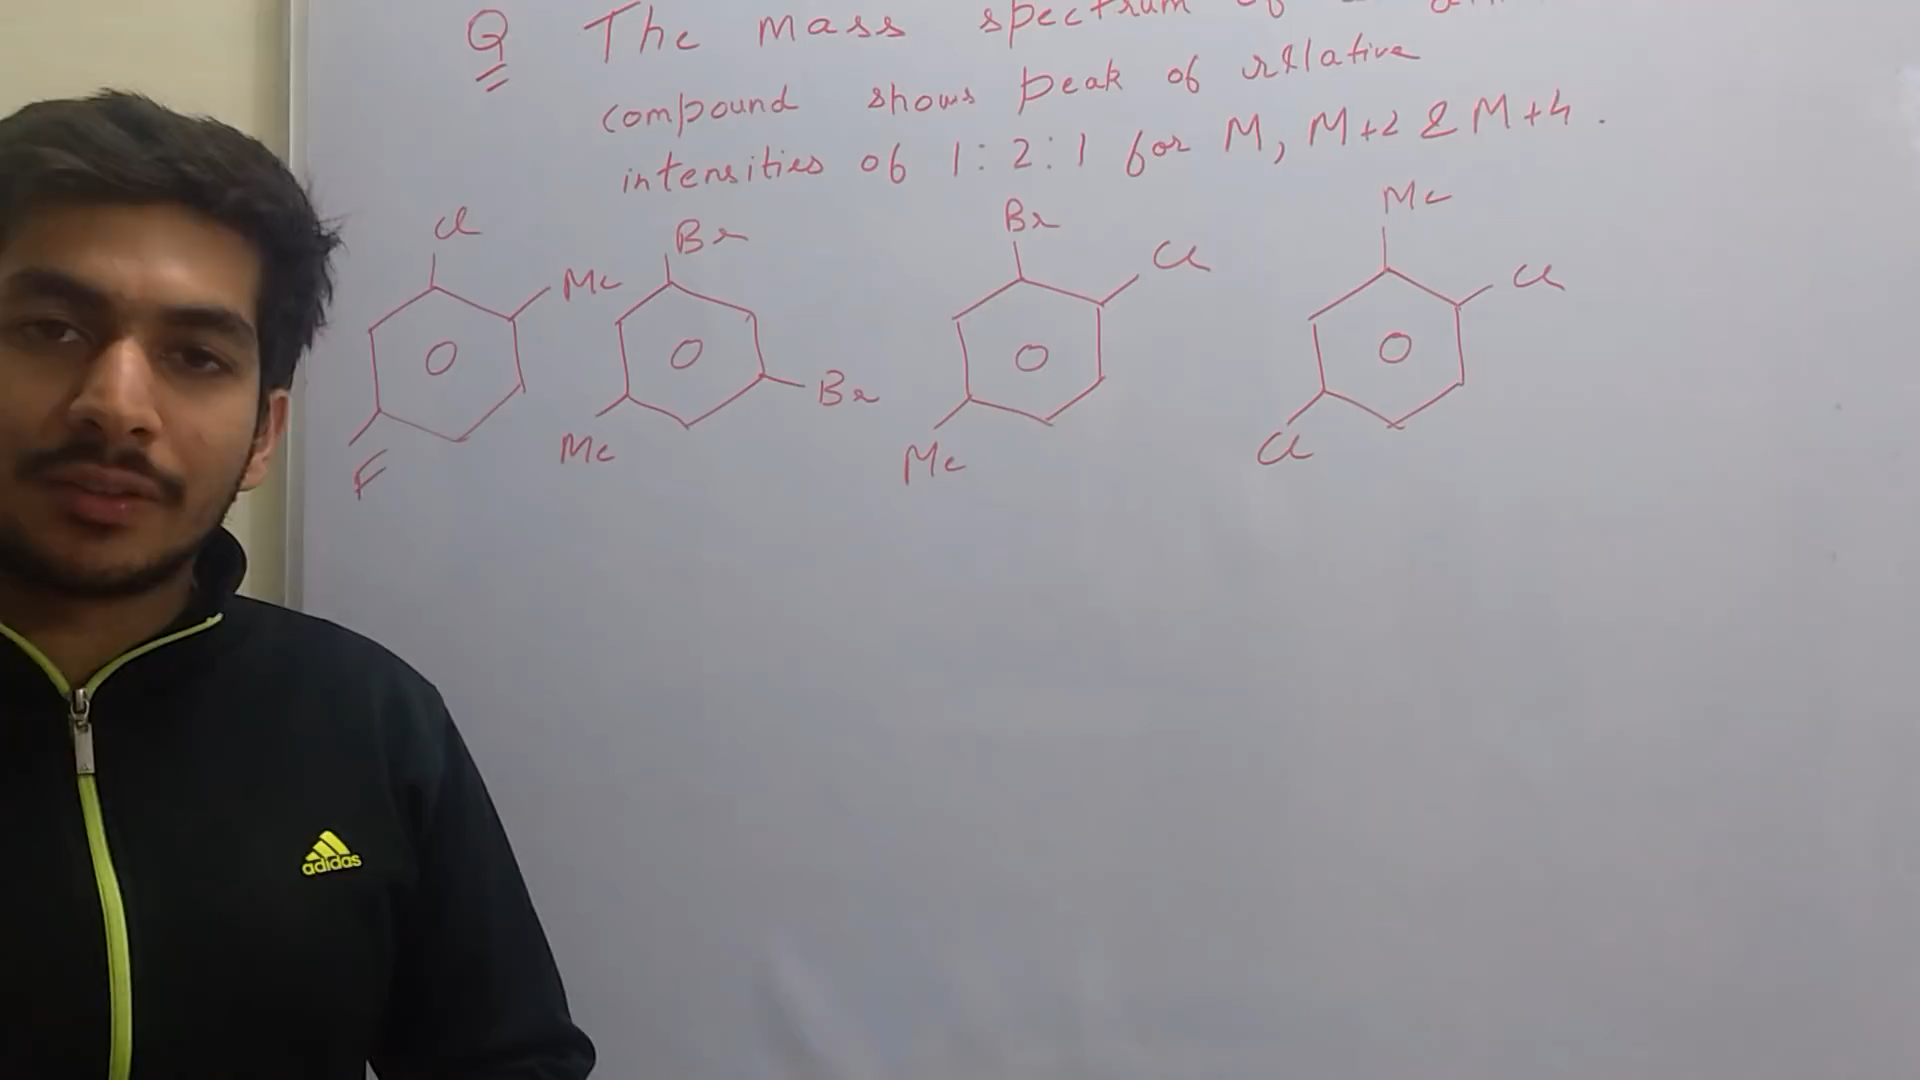 Q The mass spectrum of a
compound shows peak of relative
intensities of 1:2:1 for M, M+2 & M+4.
Cl Me F
Br Br Me
Br Cl Me
Me Cl Cl
adidas